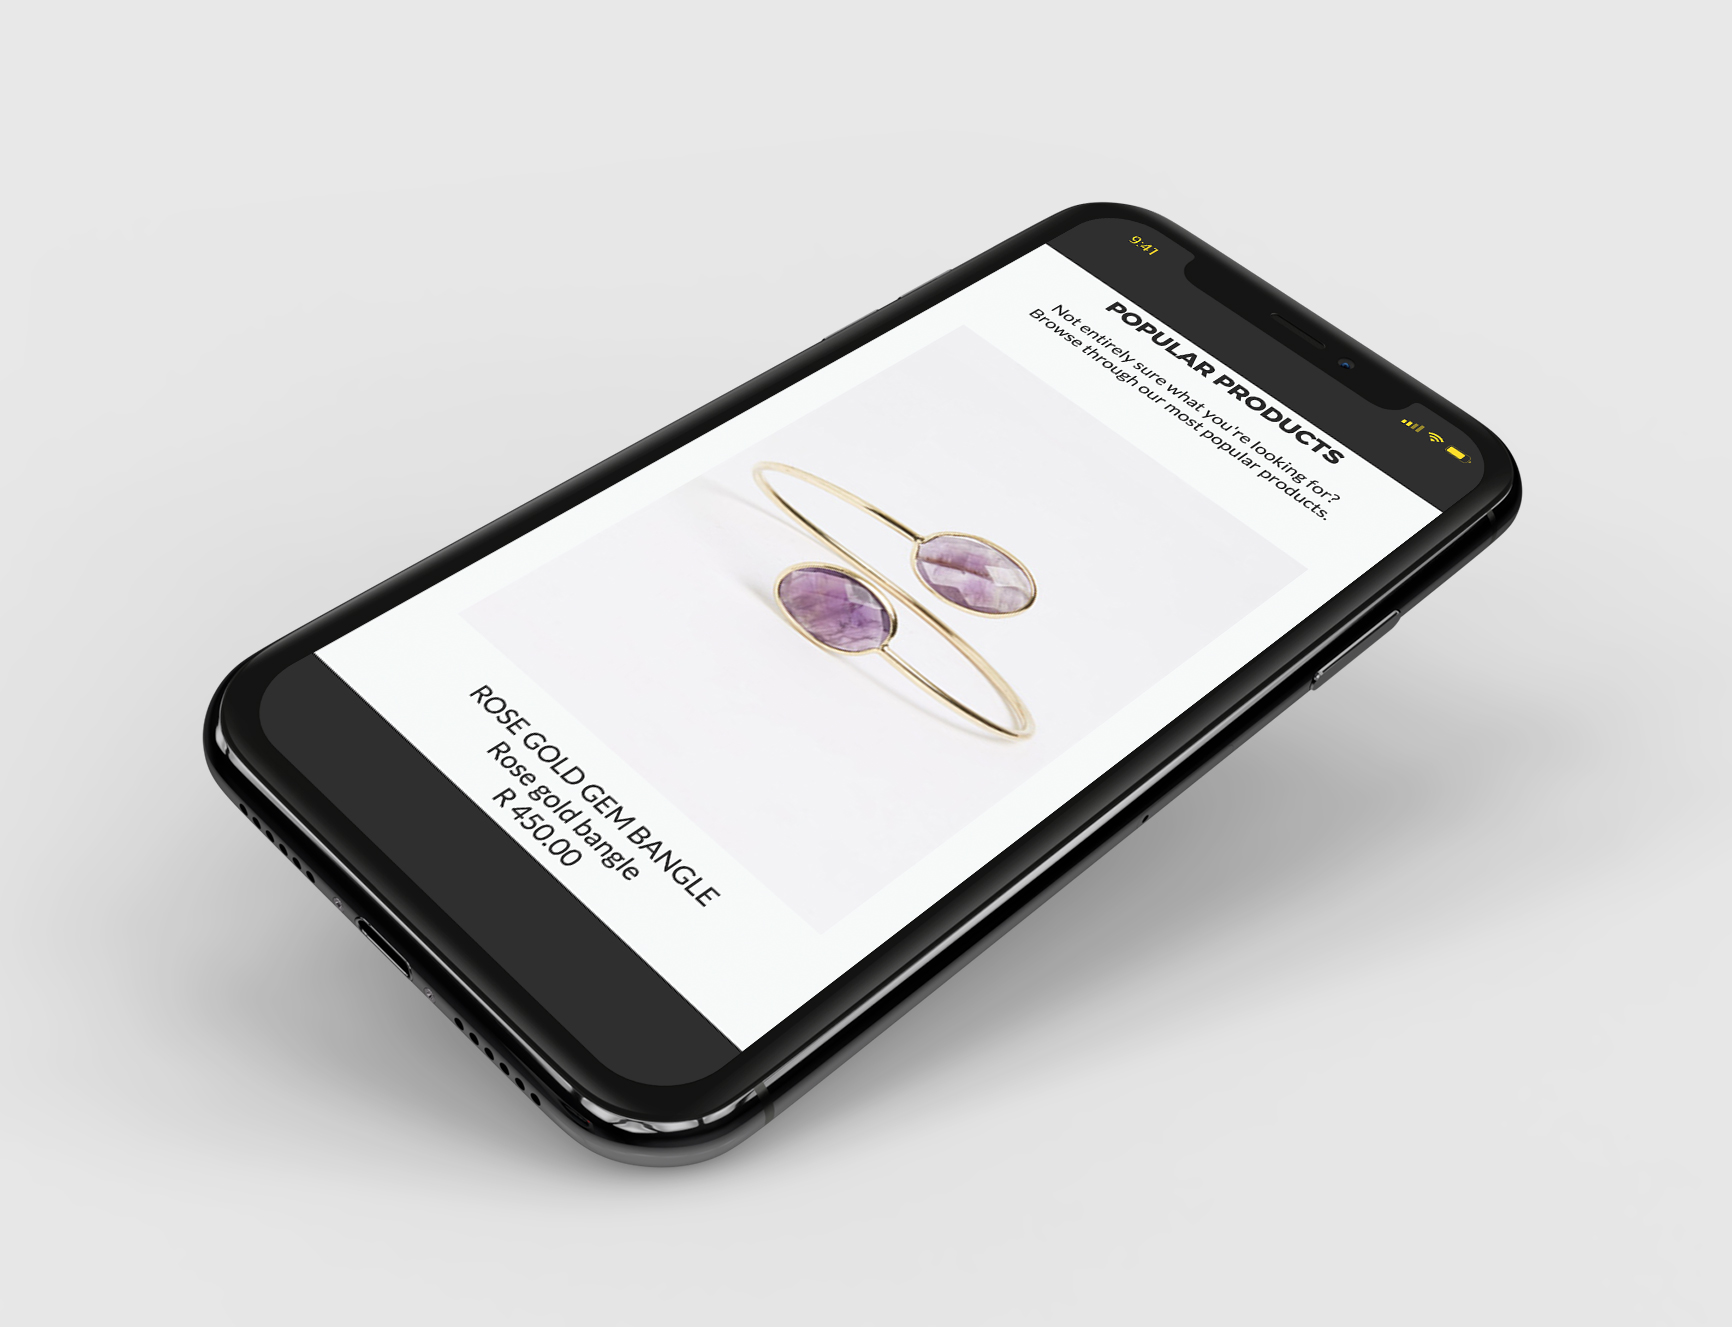 9:41
POPULAR PRODUCTS
Not entirely sure what you're looking for?
Browse through our most popular products.
ROSE GOLD GEM BANGLE
Rose gold bangle
R 450.00